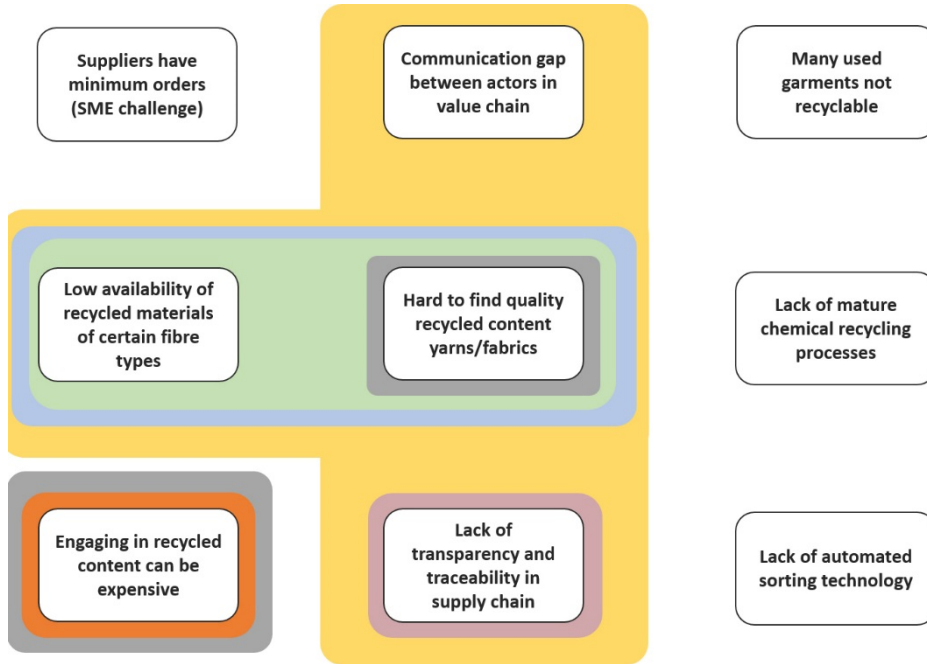 Suppliers have
minimum orders
(SME challenge)
Communication gap
between actors in
value chain
Many used
garments not
recyclable
Low availability of
recycled materials
of certain fibre
types
Hard to find quality
recycled content
yarns/fabrics
Lack of mature
chemical recycling
processes
Engaging in recycled
content can be
expensive
Lack of
transparency and
traceability in
supply chain
Lack of automated
sorting technology